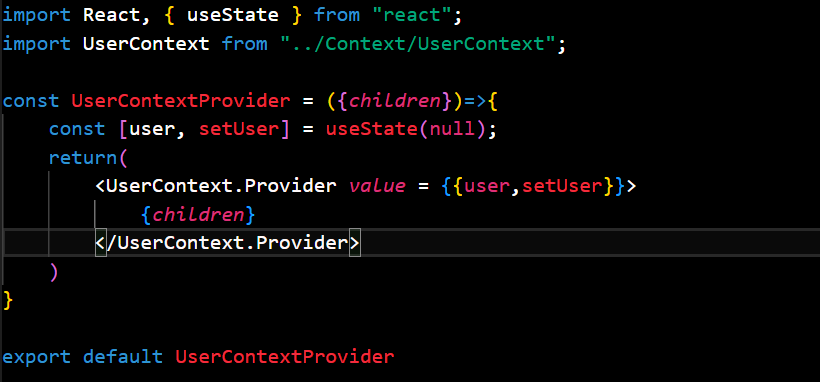 import React, { useState } from "react";
import UserContext from "../Context/UserContext";
const UserContextProvider = ({children})=>{
const [user, setUser] = useState(null);
return(
<UserContext.Provider value = {{user,setUser}}>
{children}
</UserContext.Provider>
)
}
export default UserContextProvider